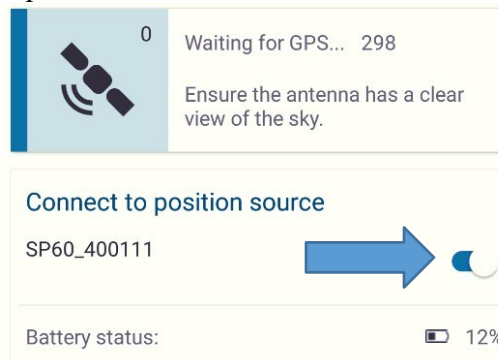 0
Waiting for GPS... 298
Ensure the antenna has a clear
view of the sky.
Connect to position source
SP60_400111
Battery status: 12%